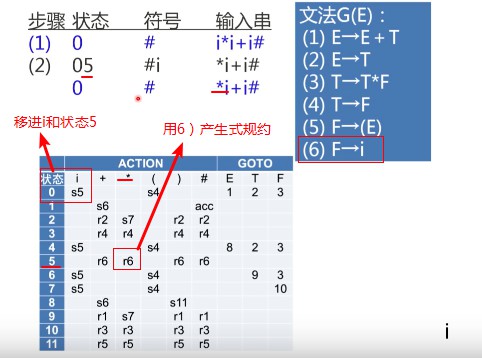 步骤 状态 符号 输入串
(1) 0 # i*i+i#
(2) 05 #i *i+i#
0 # *i+i#
移进i和状态5
用6）产生式规约
文法G(E)：
(1) E→E＋T
(2) E→T
(3) T→T*F
(4) T→F
(5) F→(E)
(6) F→i
ACTION GOTO
状态 i + * ( ) # E T F
0 s5 s4 1 2 3
1 s6 acc
2 r2 s7 r2 r2
3 r4 r4 r4 r4
4 s5 s4 8 2 3
5 r6 r6 r6 r6
6 s5 s4 9 3
7 s5 s4 10
8 s6 s11
9 r1 s7 r1 r1
10 r3 r3 r3 r3
11 r5 r5 r5 r5
i